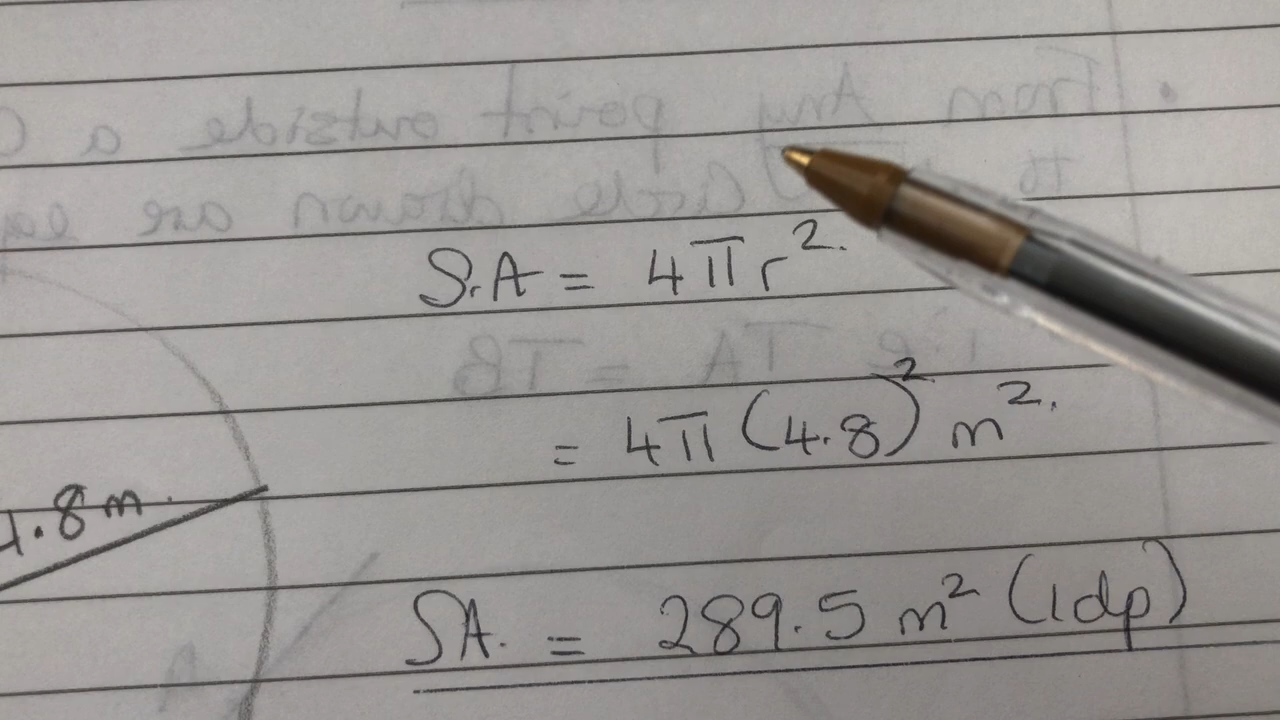 S.A = 4πr².
= 4π(4.8)² m².
4.8m.
SA. = 289.5 m² (1dp)